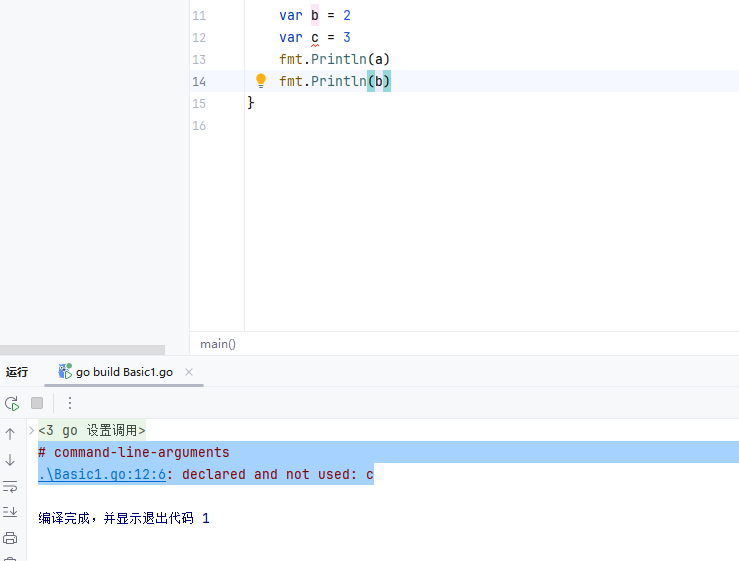 11 var b = 2
12 var c = 3
13 fmt.Println(a)
14 fmt.Println(b)
15 }
16
main()
运行 go build Basic1.go
<3 go 设置调用>
# command-line-arguments
.\Basic1.go:12:6: declared and not used: c
编译完成，并显示退出代码 1